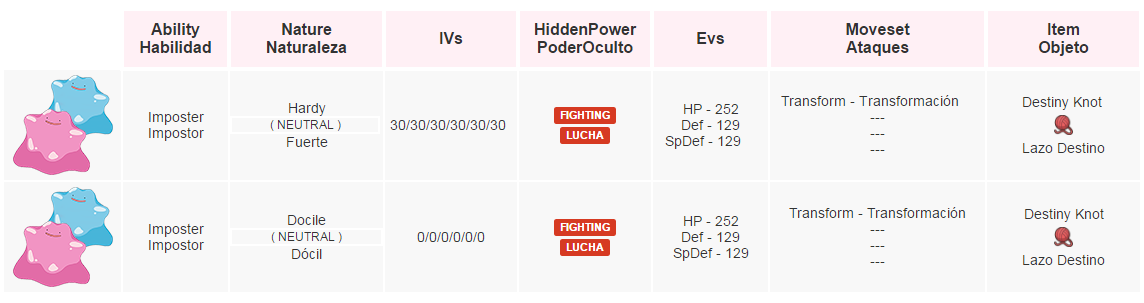 Ability
Habilidad
Nature
Naturaleza
IVs
HiddenPower
PoderOculto
Evs
Moveset
Ataques
Item
Objeto
Imposter
Impostor
Hardy
( NEUTRAL )
Fuerte
30/30/30/30/30/30
FIGHTING
LUCHA
HP - 252
Def - 129
SpDef - 129
Transform - Transformación
---
---
---
Destiny Knot
Lazo Destino
Imposter
Impostor
Docile
( NEUTRAL )
Dócil
0/0/0/0/0/0
FIGHTING
LUCHA
HP - 252
Def - 129
SpDef - 129
Transform - Transformación
---
---
---
Destiny Knot
Lazo Destino